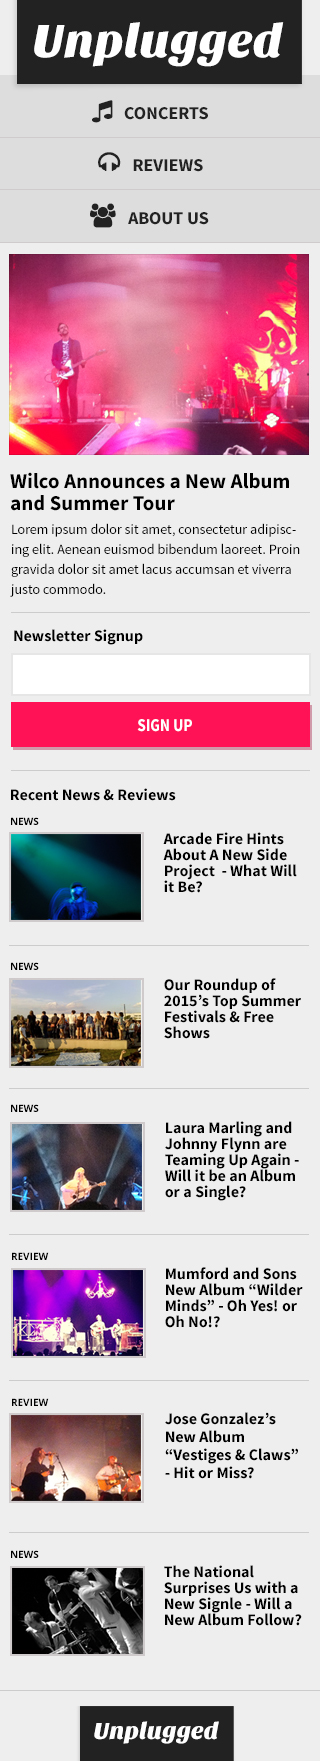 Unplugged
CONCERTS
REVIEWS
ABOUT US
Wilco Announces a New Album
and Summer Tour
Lorem ipsum dolor sit amet, consectetur adipisc-
ing elit. Aenean euismod bibendum laoreet. Proin
gravida dolor sit amet lacus accumsan et viverra
justo commodo.
Newsletter Signup
SIGN UP
Recent News & Reviews
NEWS
Arcade Fire Hints
About A New Side
Project - What Will
it Be?
NEWS
Our Roundup of
2015’s Top Summer
Festivals & Free
Shows
NEWS
Laura Marling and
Johnny Flynn are
Teaming Up Again -
Will it be an Album
or a Single?
REVIEW
Mumford and Sons
New Album “Wilder
Minds” - Oh Yes! or
Oh No!?
REVIEW
Jose Gonzalez’s
New Album
“Vestiges & Claws”
- Hit or Miss?
NEWS
The National
Surprises Us with a
New Signle - Will a
New Album Follow?
Unplugged